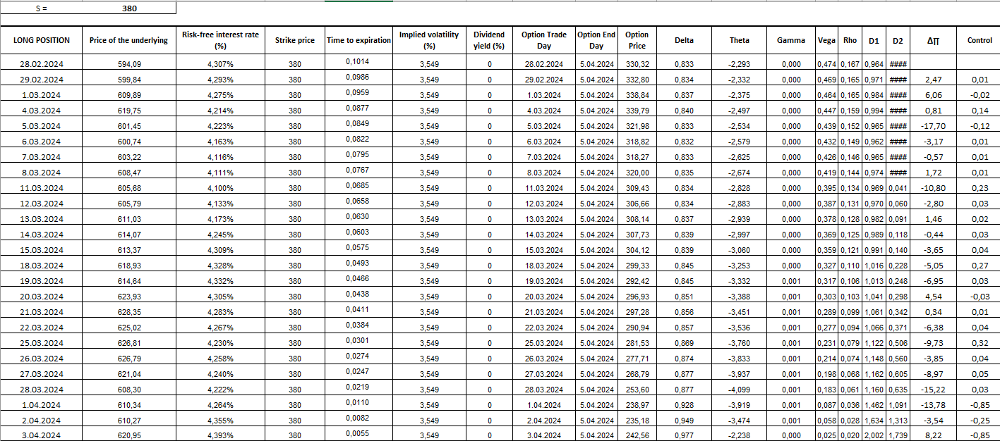 S = 380
LONG POSITION Price of the underlying Risk-free interest rate (%) Strike price Time to expiration Implied volatility (%) Dividend yield (%) Option Trade Day Option End Day Option Price Delta Theta Gamma Vega Rho D1 D2 Δ∏ Control
28.02.2024 594,09 4,307% 380 0,1014 3,549 0 28.02.2024 5.04.2024 330,32 0,833 -2,293 0,000 0,474 0,167 0,964 ####
29.02.2024 599,84 4,293% 380 0,0986 3,549 0 29.02.2024 5.04.2024 332,80 0,834 -2,332 0,000 0,469 0,165 0,971 #### 2,47 0,01
1.03.2024 609,89 4,275% 380 0,0959 3,549 0 1.03.2024 5.04.2024 338,84 0,837 -2,375 0,000 0,464 0,165 0,984 #### 6,06 -0,02
4.03.2024 619,75 4,214% 380 0,0877 3,549 0 4.03.2024 5.04.2024 339,79 0,840 -2,497 0,000 0,447 0,159 0,994 #### 0,81 0,14
5.03.2024 601,45 4,223% 380 0,0849 3,549 0 5.03.2024 5.04.2024 321,98 0,833 -2,534 0,000 0,439 0,152 0,965 #### -17,70 -0,12
6.03.2024 600,74 4,163% 380 0,0822 3,549 0 6.03.2024 5.04.2024 318,82 0,832 -2,579 0,000 0,432 0,149 0,962 #### -3,17 0,01
7.03.2024 603,22 4,116% 380 0,0795 3,549 0 7.03.2024 5.04.2024 318,27 0,833 -2,625 0,000 0,426 0,146 0,965 #### -0,57 0,01
8.03.2024 608,47 4,111% 380 0,0767 3,549 0 8.03.2024 5.04.2024 320,00 0,835 -2,674 0,000 0,419 0,144 0,974 #### 1,72 0,01
11.03.2024 605,68 4,100% 380 0,0685 3,549 0 11.03.2024 5.04.2024 309,43 0,834 -2,828 0,000 0,395 0,134 0,969 0,041 -10,80 0,23
12.03.2024 605,79 4,133% 380 0,0658 3,549 0 12.03.2024 5.04.2024 306,66 0,834 -2,883 0,000 0,387 0,131 0,970 0,060 -2,80 0,03
13.03.2024 611,03 4,173% 380 0,0630 3,549 0 13.03.2024 5.04.2024 308,14 0,837 -2,939 0,000 0,378 0,128 0,982 0,091 1,46 0,02
14.03.2024 614,07 4,245% 380 0,0603 3,549 0 14.03.2024 5.04.2024 307,73 0,839 -2,997 0,000 0,369 0,125 0,989 0,118 -0,44 0,03
15.03.2024 613,37 4,309% 380 0,0575 3,549 0 15.03.2024 5.04.2024 304,12 0,839 -3,060 0,000 0,359 0,121 0,991 0,140 -3,65 0,04
18.03.2024 618,93 4,328% 380 0,0493 3,549 0 18.03.2024 5.04.2024 299,33 0,845 -3,253 0,000 0,327 0,110 1,016 0,228 -5,05 0,27
19.03.2024 614,64 4,332% 380 0,0466 3,549 0 19.03.2024 5.04.2024 292,42 0,845 -3,332 0,001 0,317 0,106 1,013 0,248 -6,95 0,03
20.03.2024 623,93 4,305% 380 0,0438 3,549 0 20.03.2024 5.04.2024 296,93 0,851 -3,388 0,001 0,303 0,103 1,041 0,298 4,54 -0,03
21.03.2024 628,35 4,283% 380 0,0411 3,549 0 21.03.2024 5.04.2024 297,28 0,856 -3,451 0,001 0,289 0,099 1,061 0,342 0,34 0,01
22.03.2024 625,02 4,267% 380 0,0384 3,549 0 22.03.2024 5.04.2024 290,94 0,857 -3,536 0,001 0,277 0,094 1,066 0,371 -6,38 0,04
25.03.2024 626,81 4,230% 380 0,0301 3,549 0 25.03.2024 5.04.2024 281,53 0,869 -3,760 0,001 0,231 0,079 1,122 0,506 -9,73 0,32
26.03.2024 626,79 4,258% 380 0,0274 3,549 0 26.03.2024 5.04.2024 277,71 0,874 -3,833 0,001 0,214 0,074 1,148 0,560 -3,85 0,04
27.03.2024 621,04 4,240% 380 0,0247 3,549 0 27.03.2024 5.04.2024 268,79 0,877 -3,937 0,001 0,198 0,068 1,162 0,605 -8,97 0,05
28.03.2024 608,30 4,222% 380 0,0219 3,549 0 28.03.2024 5.04.2024 253,60 0,877 -4,099 0,001 0,183 0,061 1,160 0,635 -15,22 0,03
1.04.2024 610,34 4,264% 380 0,0110 3,549 0 1.04.2024 5.04.2024 238,97 0,928 -3,919 0,001 0,087 0,036 1,462 1,091 -13,78 -0,85
2.04.2024 610,27 4,355% 380 0,0082 3,549 0 2.04.2024 5.04.2024 235,18 0,949 -3,474 0,001 0,058 0,028 1,634 1,313 -3,54 -0,25
3.04.2024 620,95 4,393% 380 0,0055 3,549 0 3.04.2024 5.04.2024 242,56 0,977 -2,238 0,000 0,025 0,020 2,002 1,739 8,22 -0,85